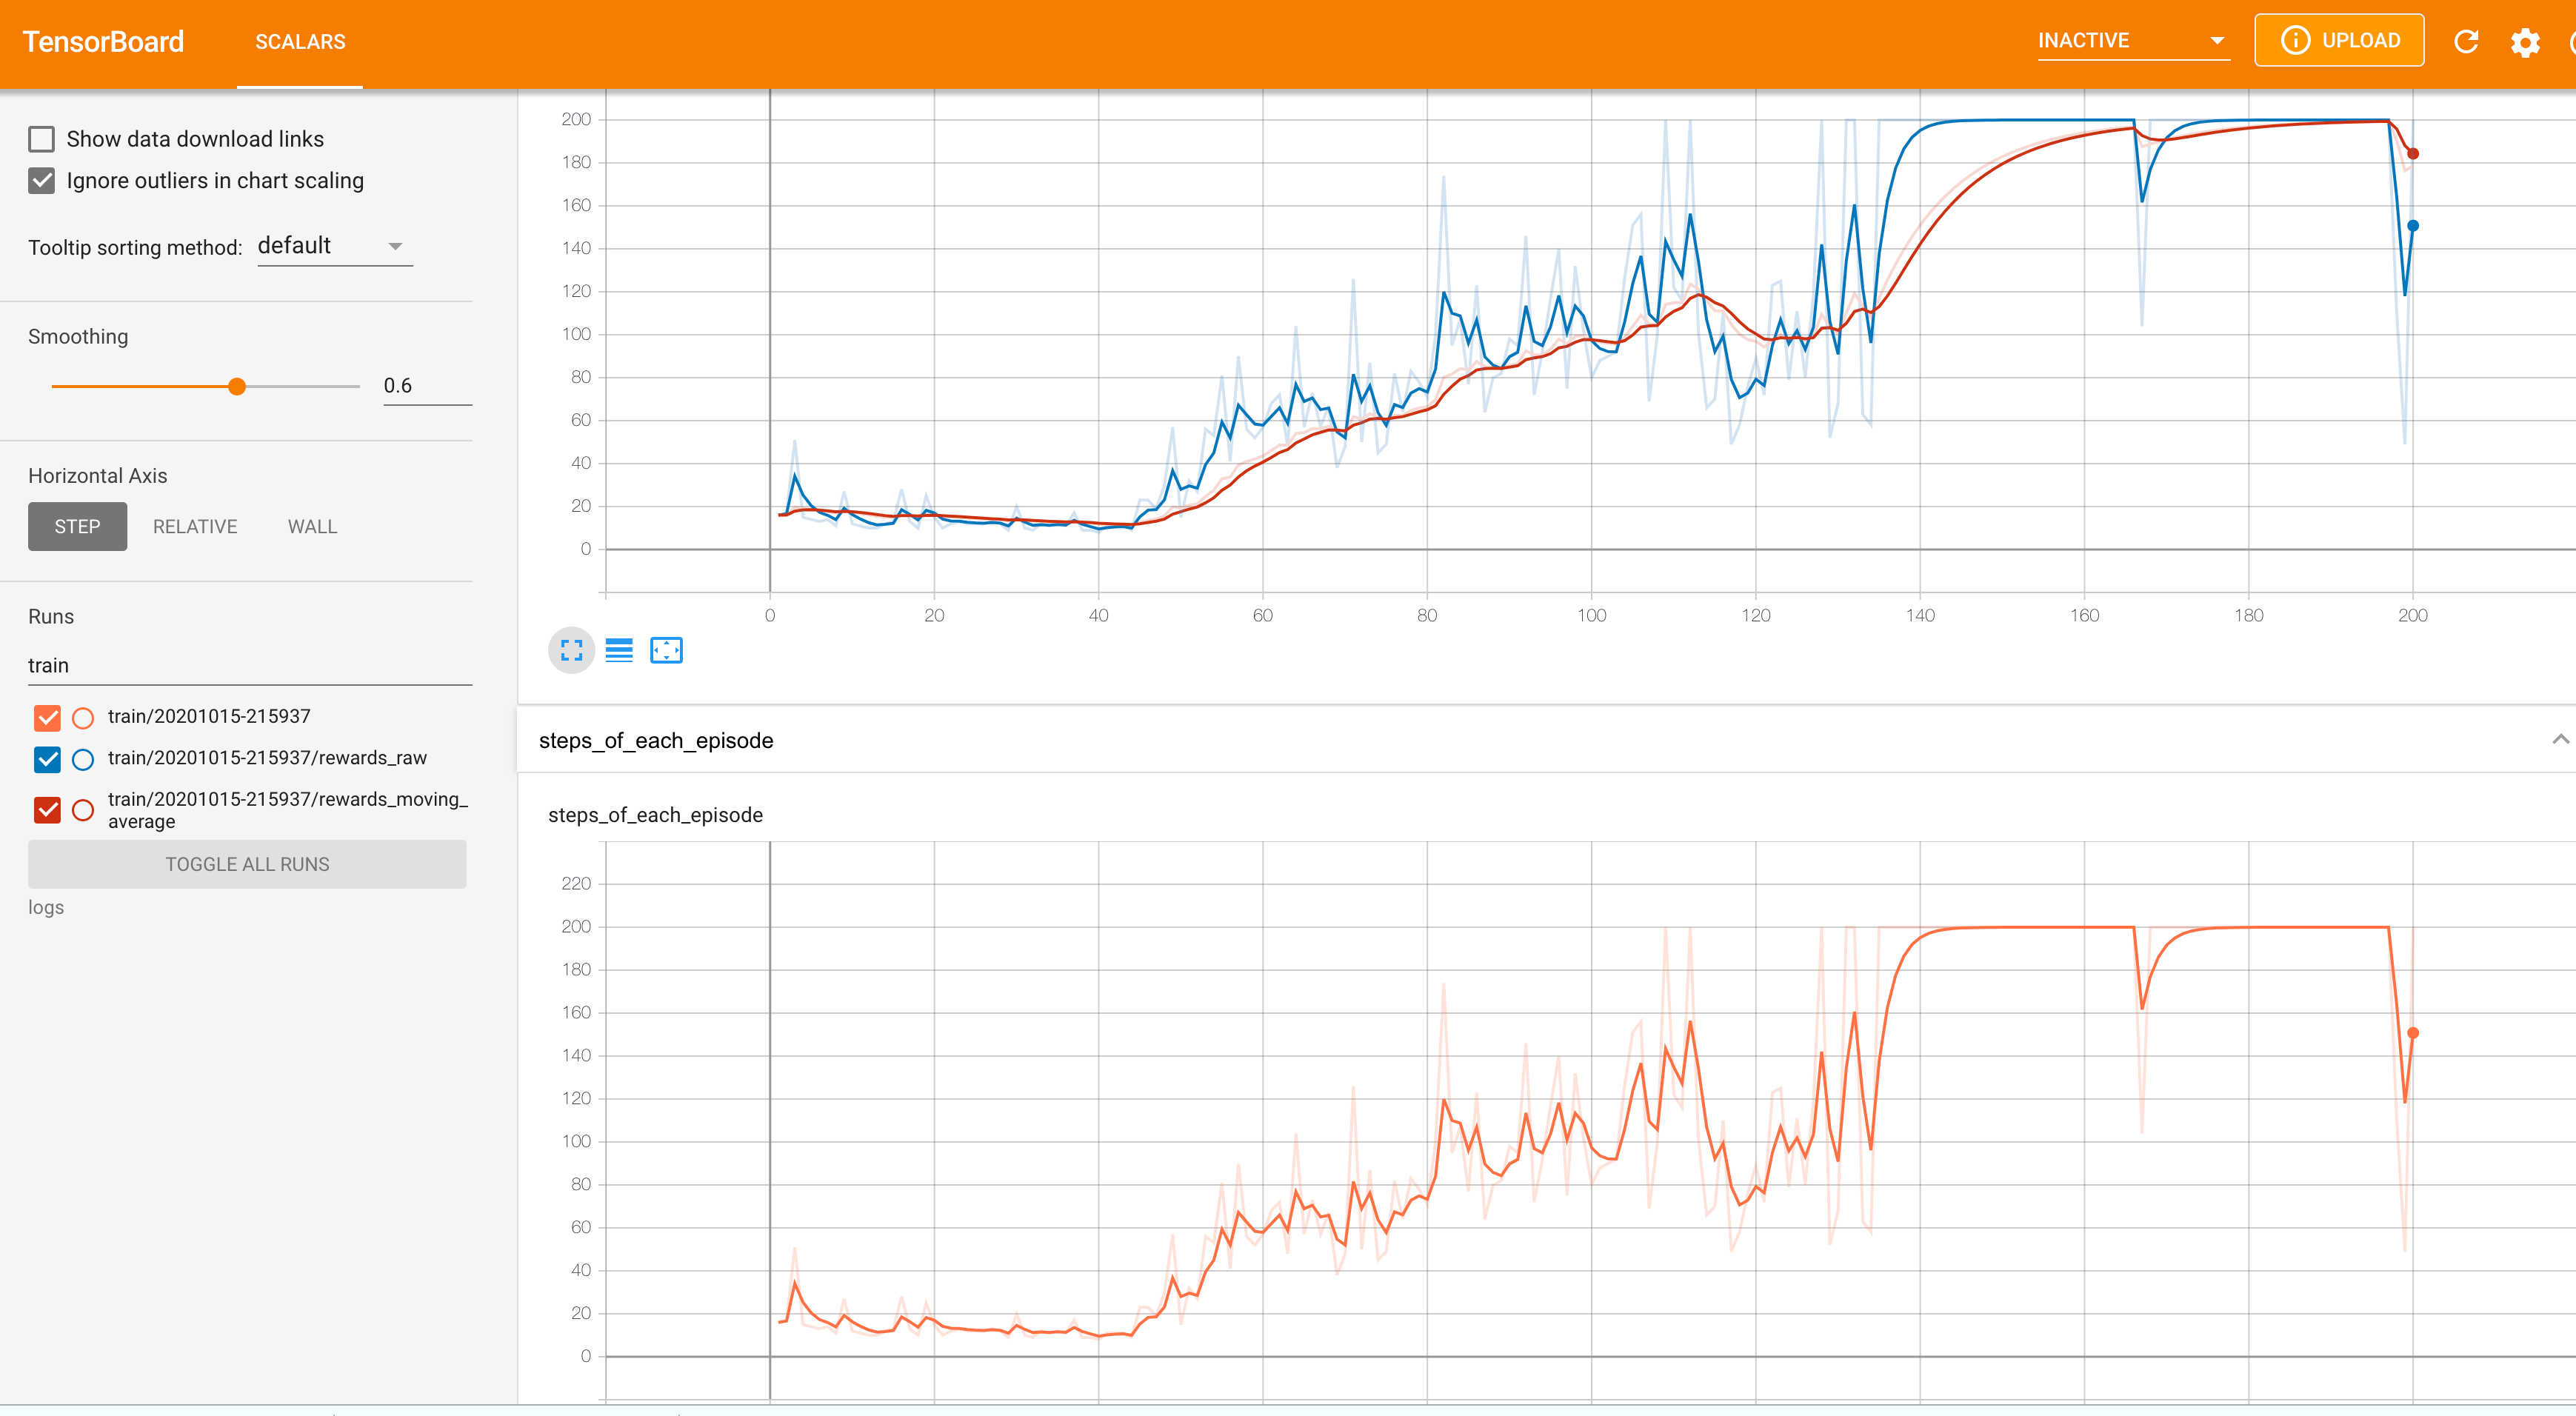 TensorBoard
SCALARS
INACTIVE
UPLOAD
Show data download links
Ignore outliers in chart scaling
Tooltip sorting method: default
Smoothing
0.6
Horizontal Axis
STEP RELATIVE WALL
Runs
train
train/20201015-215937
train/20201015-215937/rewards_raw
train/20201015-215937/rewards_moving_
average
TOGGLE ALL RUNS
logs
200
180
160
140
120
100
80
60
40
20
0
0 20 40 60 80 100 120 140 160 180 200
steps_of_each_episode
steps_of_each_episode
220
200
180
160
140
120
100
80
60
40
20
0